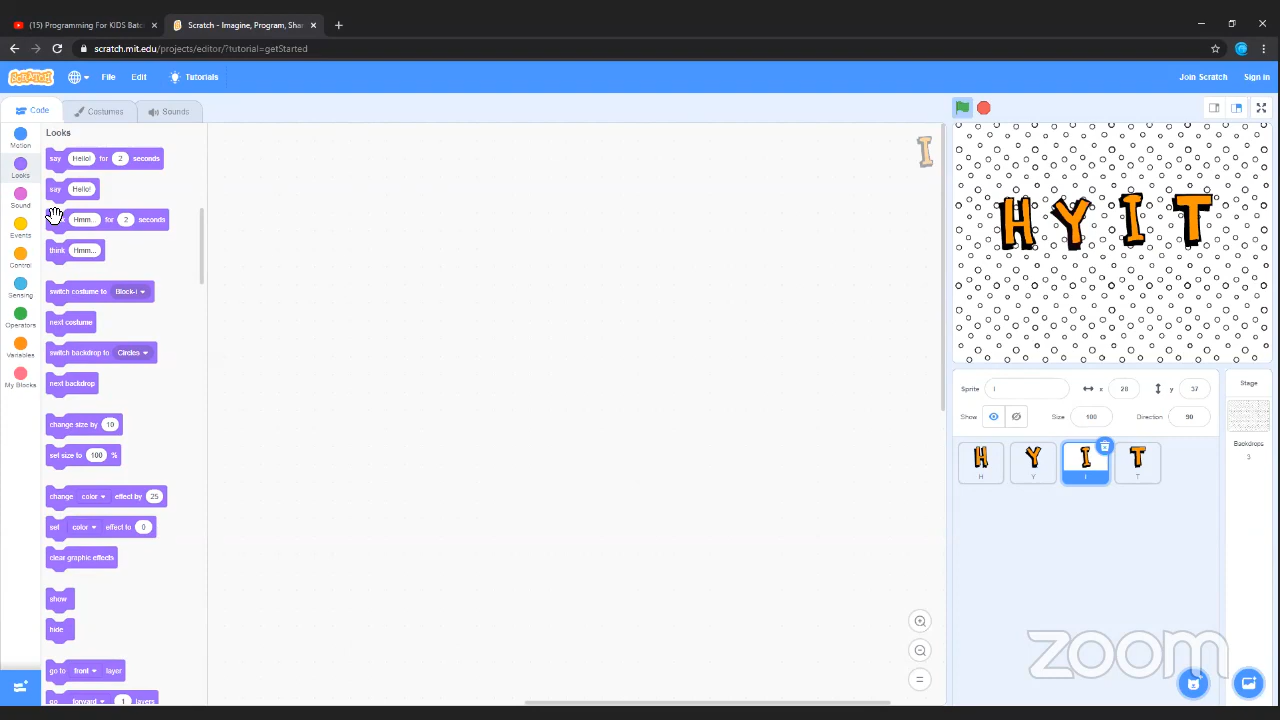 (15) Programming For KIDS Batc
Scratch - Imagine, Program, Sha
scratch.mit.edu/projects/editor/?tutorial=getStarted
SCRATCH
File
Edit
Tutorials
Join Scratch
Sign in
Code
Costumes
Sounds
Motion
Looks
Sound
Events
Control
Sensing
Operators
Variables
My Blocks
Looks
say Hello! for 2 seconds
say Hello!
Hmm... for 2 seconds
think Hmm...
switch costume to Block-I
next costume
switch backdrop to Circles
next backdrop
change size by 10
set size to 100 %
change color effect by 25
set color effect to 0
clear graphic effects
show
hide
go to front layer
go forward 1 layers
I
H Y I T
Sprite I x 28 y 37
Show Size 100 Direction 90
H Y I T
H Y I T
Stage
Backdrops
3
zoom